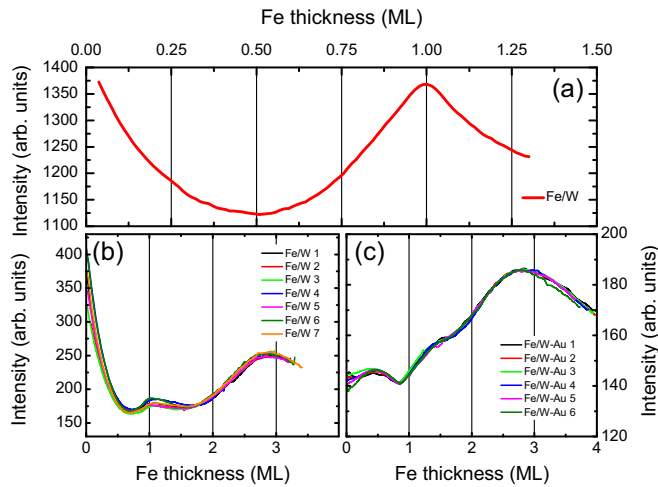 Fe thickness (ML)
0.00 0.25 0.50 0.75 1.00 1.25 1.50
Intensity (arb. units)
1400
1350
1300
1250
1200
1150
1100
(a)
Fe/W
Intensity (arb. units)
400
350
300
250
200
150
(b)
Fe/W 1
Fe/W 2
Fe/W 3
Fe/W 4
Fe/W 5
Fe/W 6
Fe/W 7
0 1 2 3
Fe thickness (ML)
(c)
Fe/W-Au 1
Fe/W-Au 2
Fe/W-Au 3
Fe/W-Au 4
Fe/W-Au 5
Fe/W-Au 6
200
180
160
140
120
Intensity (arb. units)
0 1 2 3 4
Fe thickness (ML)